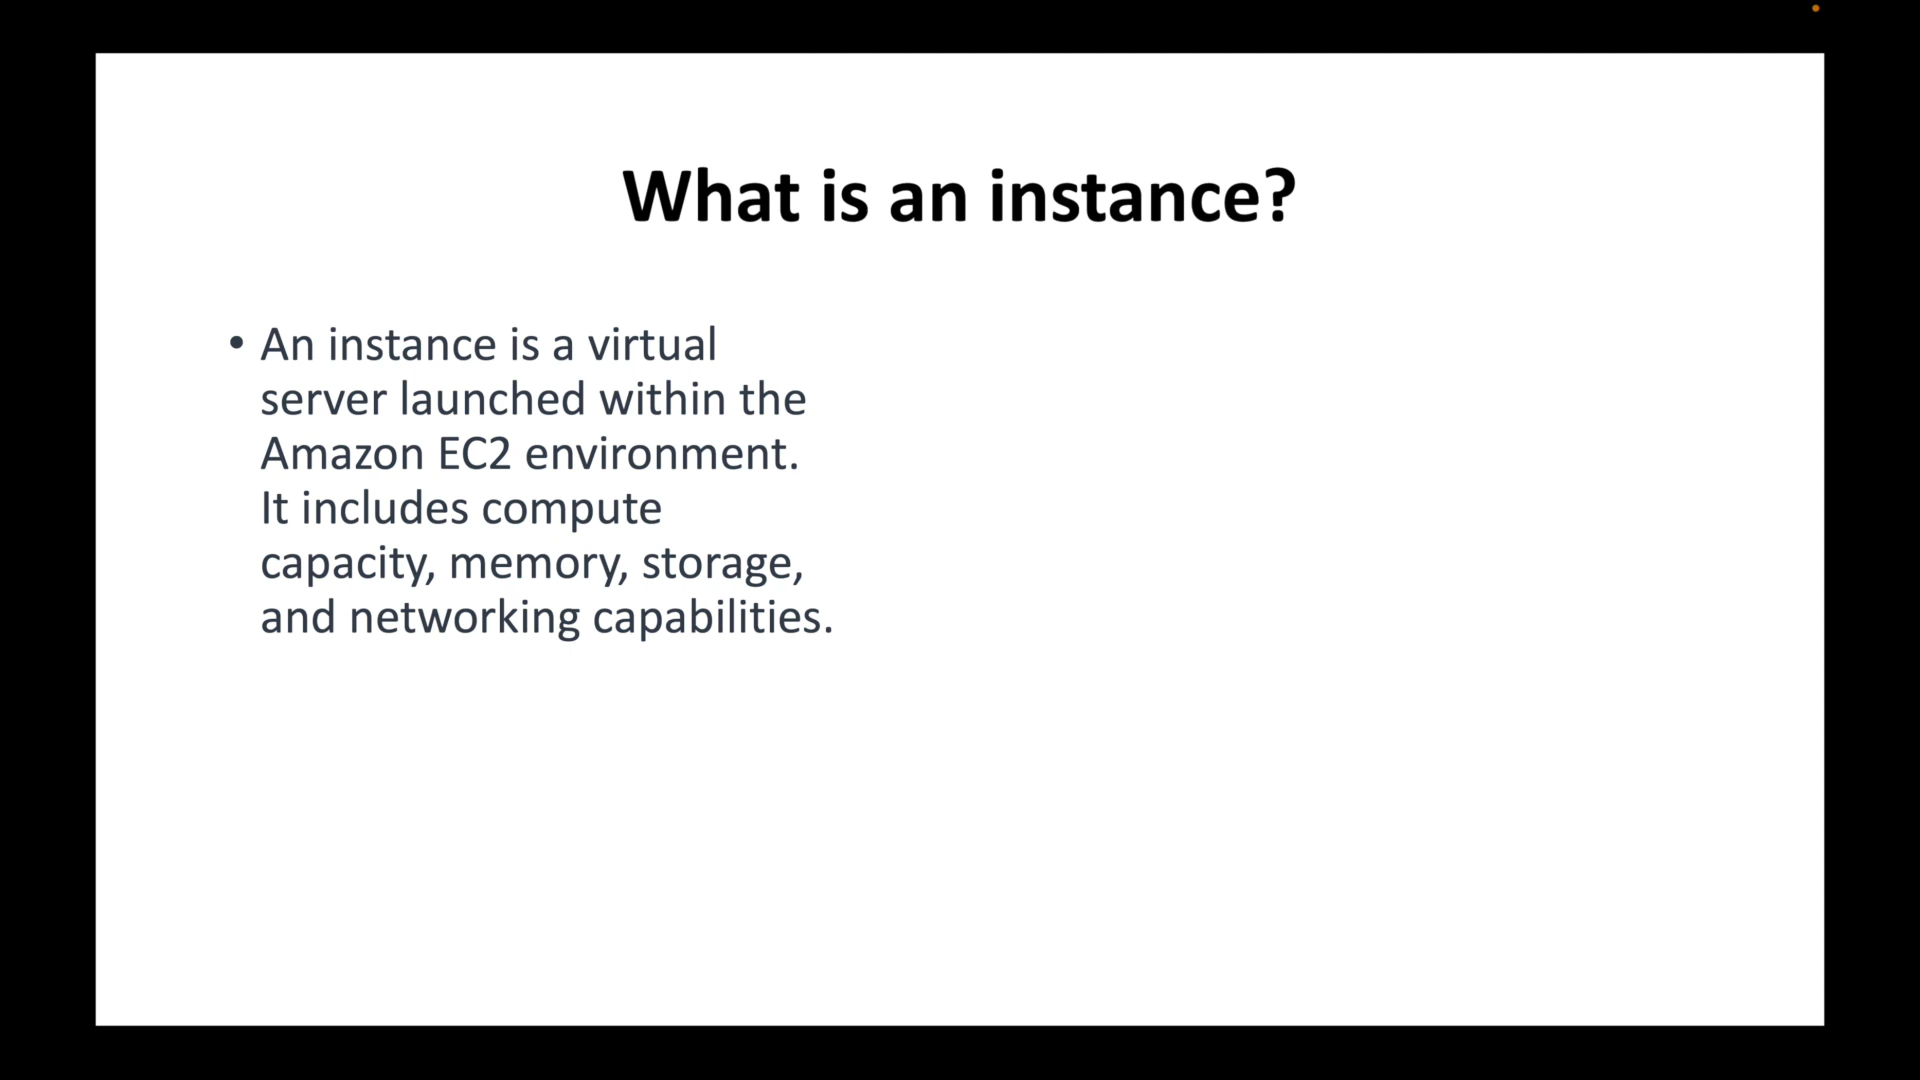 What is an instance?
• An instance is a virtual
server launched within the
Amazon EC2 environment.
It includes compute
capacity, memory, storage,
and networking capabilities.